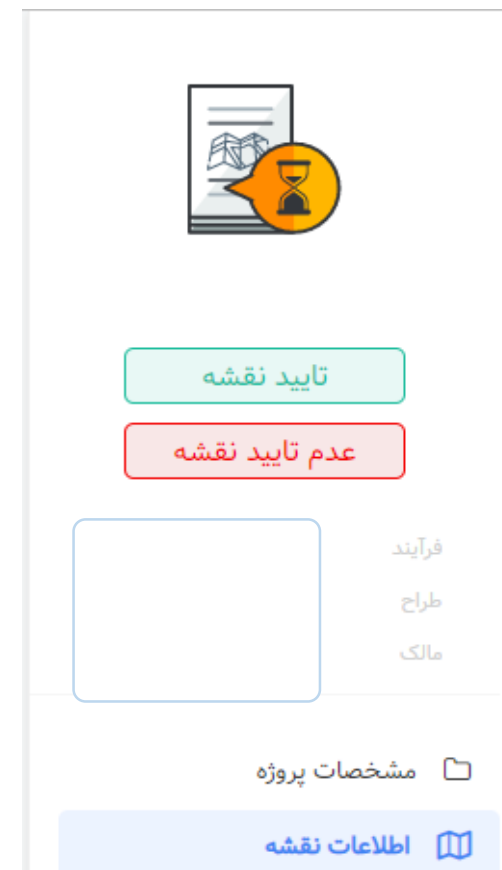 تایید نقشه
عدم تایید نقشه
فرآیند
طراح
مالک
مشخصات پروژه
اطلاعات نقشه